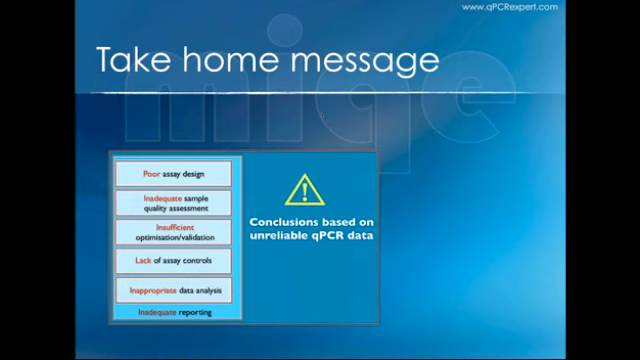 www.qPCRexpert.com
Take home message
miqe
Poor assay design
Inadequate sample
quality assessment
Insufficient
optimisation/validation
Lack of assay controls
Inappropriate data analysis
Inadequate reporting
Conclusions based on
unreliable qPCR data